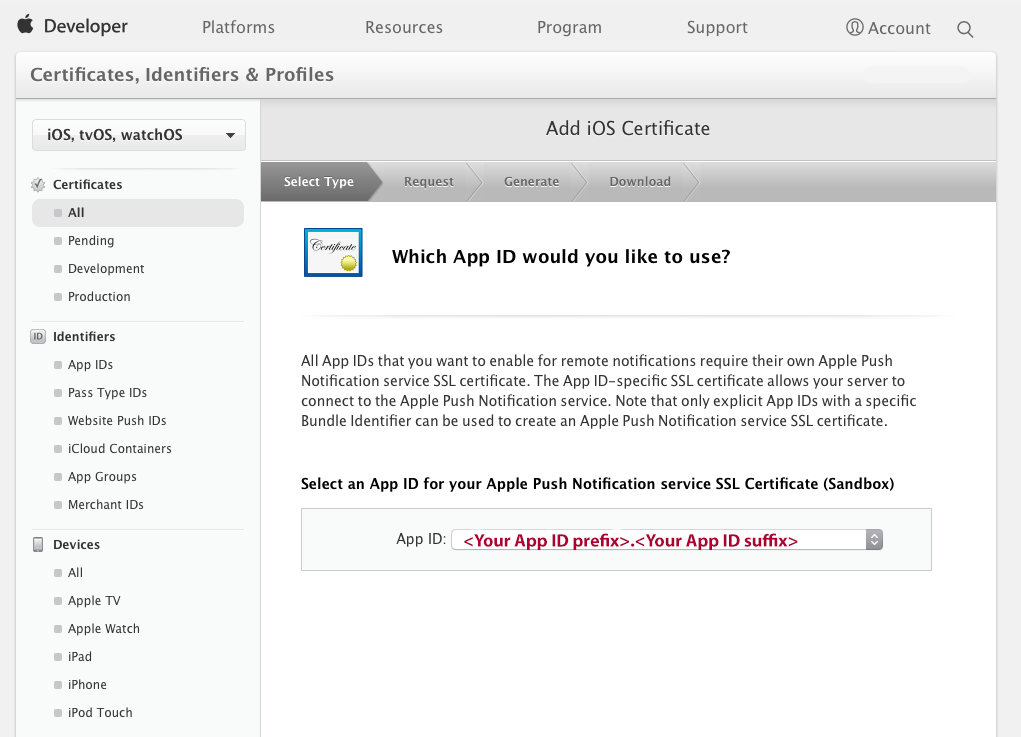 Developer
Platforms
Resources
Program
Support
Account
Certificates, Identifiers & Profiles
iOS, tvOS, watchOS
Certificates
All
Pending
Development
Production
ID Identifiers
App IDs
Pass Type IDs
Website Push IDs
iCloud Containers
App Groups
Merchant IDs
Devices
All
Apple TV
Apple Watch
iPad
iPhone
iPod Touch
Add iOS Certificate
Select Type
Request
Generate
Download
Certificate
Which App ID would you like to use?
All App IDs that you want to enable for remote notifications require their own Apple Push
Notification service SSL certificate. The App ID-specific SSL certificate allows your server to
connect to the Apple Push Notification service. Note that only explicit App IDs with a specific
Bundle Identifier can be used to create an Apple Push Notification service SSL certificate.
Select an App ID for your Apple Push Notification service SSL Certificate (Sandbox)
App ID: <Your App ID prefix>.<Your App ID suffix>